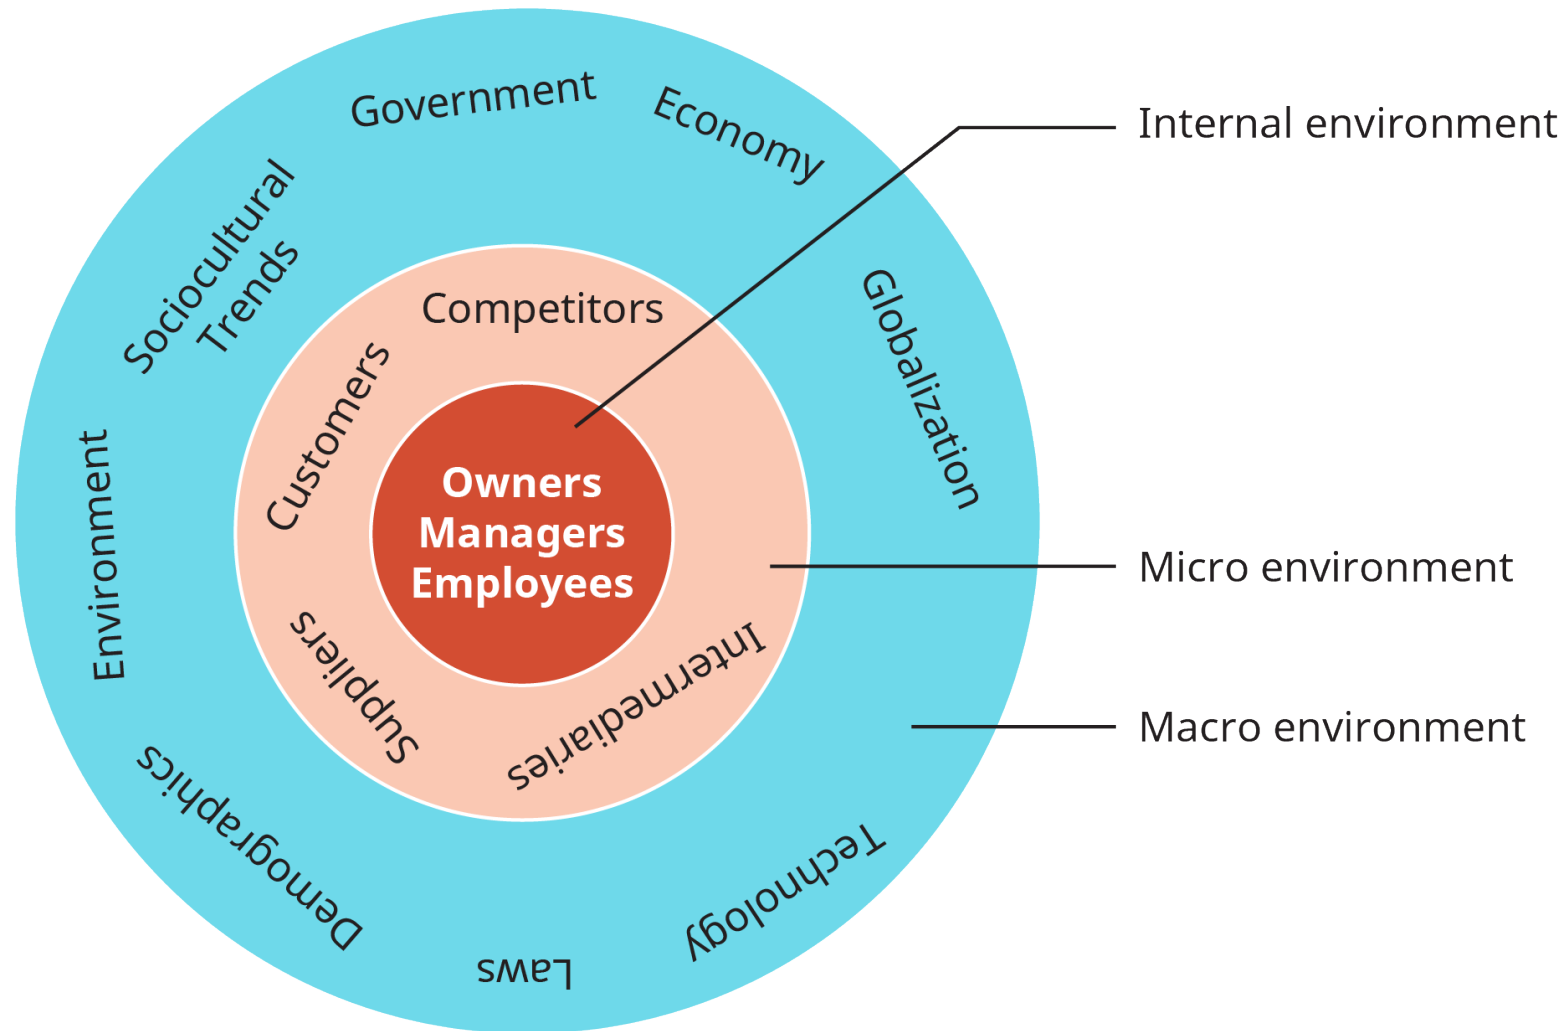 Government
Economy
Globalization
Technology
Laws
Demographics
Environment
Sociocultural
Trends
Competitors
Intermediaries
Suppliers
Customers
Owners
Managers
Employees
Internal environment
Micro environment
Macro environment